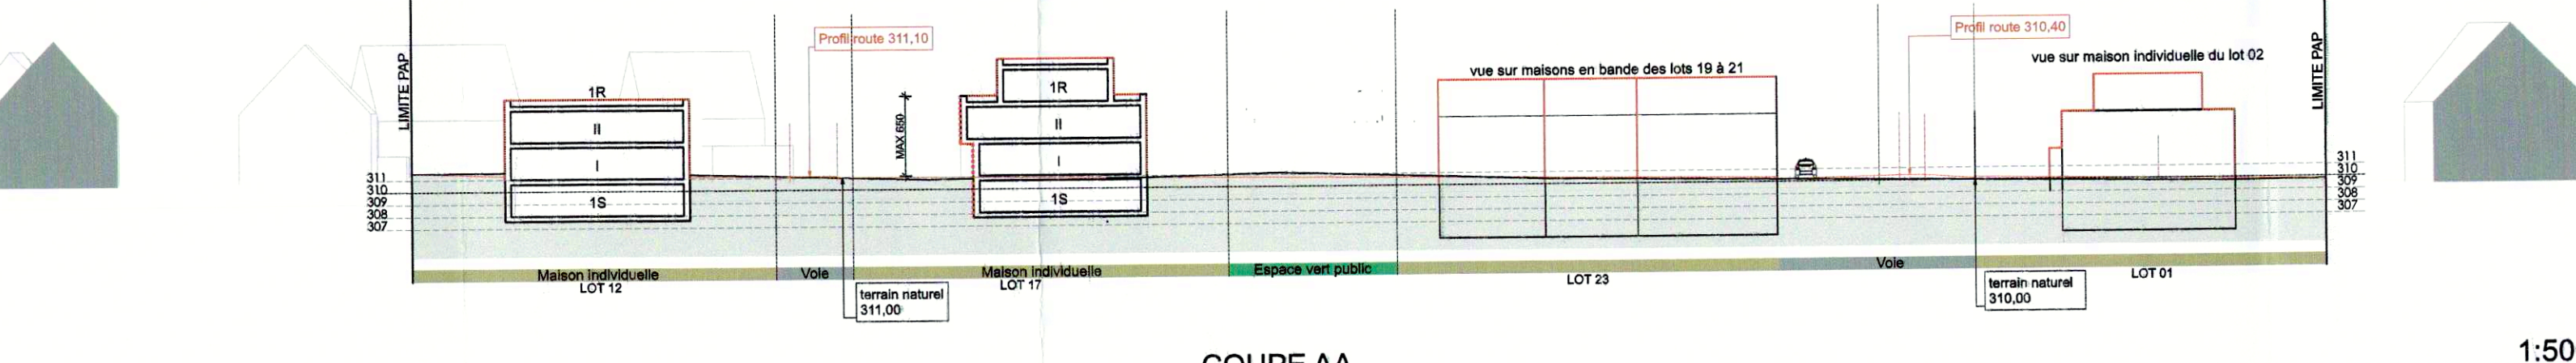 LIMITE PAP
1R
II
I
1S
311
310
309
308
307
Profil route 311,10
MAX 650
1R
II
I
1S
vue sur maisons en bande des lots 19 à 21
Profil route 310,40
vue sur maison individuelle du lot 02
LIMITE PAP
311
310
309
308
307
Maison individuelle
LOT 12
Voie
terrain naturel
311,00
Maison individuelle
LOT 17
Espace vert public
LOT 23
Voie
terrain naturel
310,00
LOT 01
COUPE AA
1:50